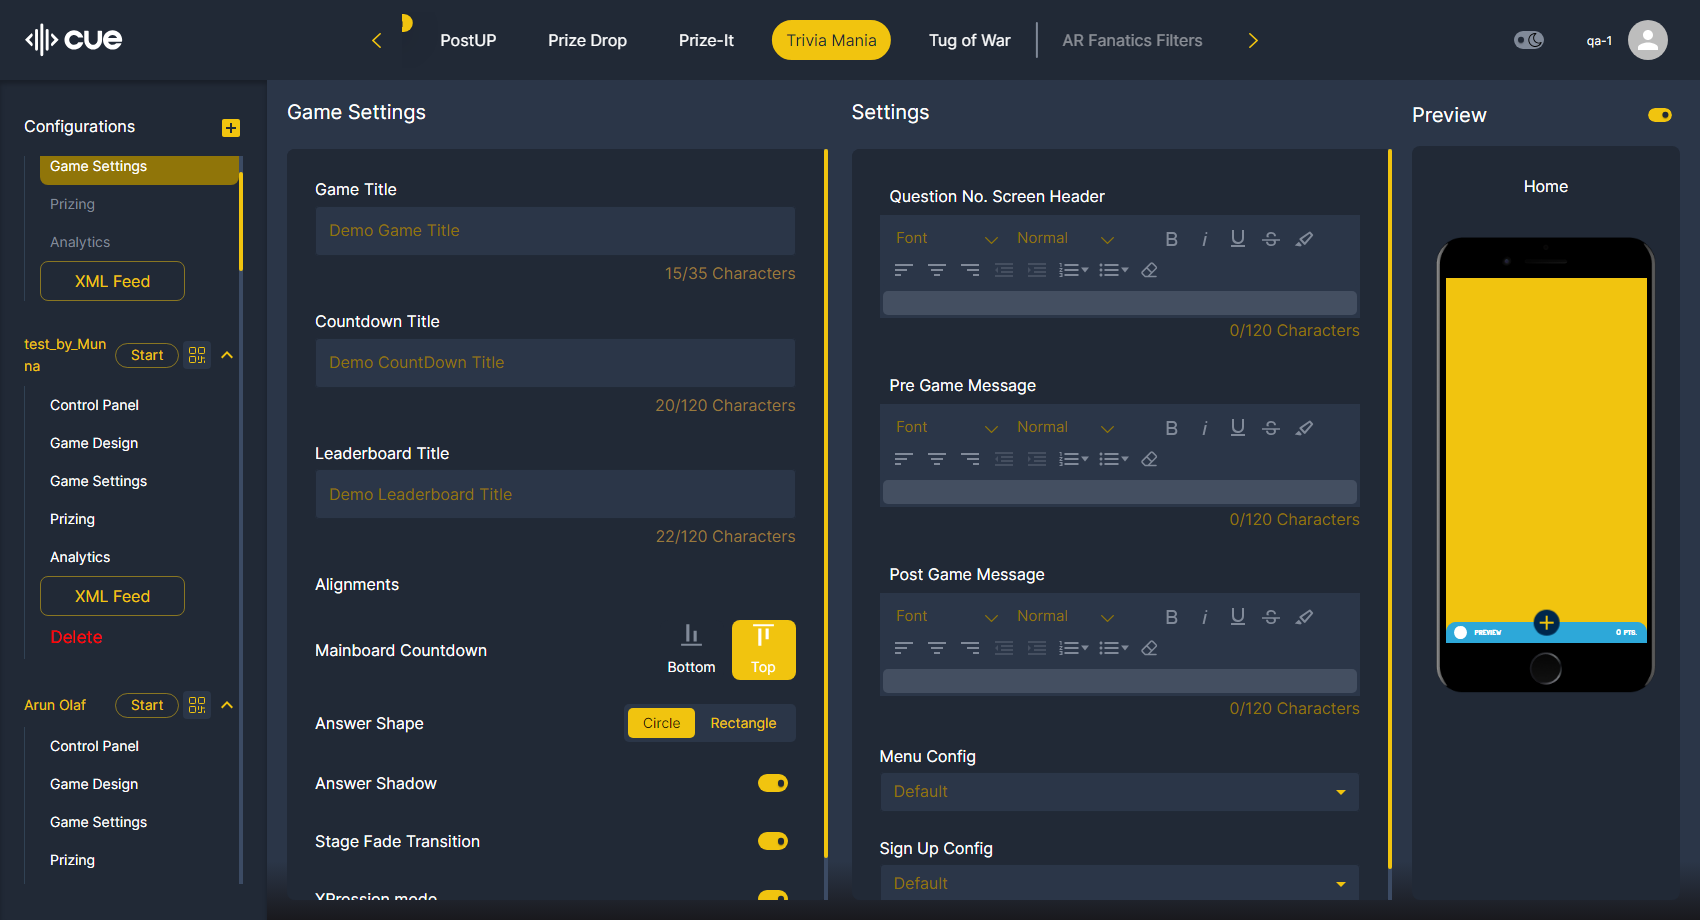 cue
PostUP
Prize Drop
Prize-It
Trivia Mania
Tug of War
AR Fanatics Filters
qa-1
Configurations
Game Settings
Prizing
Analytics
XML Feed
test_by_Mun
na
Start
Control Panel
Game Design
Game Settings
Prizing
Analytics
XML Feed
Delete
Arun Olaf
Start
Control Panel
Game Design
Game Settings
Prizing
Game Settings
Game Title
Demo Game Title
15/35 Characters
Countdown Title
Demo CountDown Title
20/120 Characters
Leaderboard Title
Demo Leaderboard Title
22/120 Characters
Alignments
Mainboard Countdown
Bottom
Top
Answer Shape
Circle
Rectangle
Answer Shadow
Stage Fade Transition
XPression mode
Settings
Question No. Screen Header
Font
Normal
0/120 Characters
Pre Game Message
Font
Normal
0/120 Characters
Post Game Message
Font
Normal
0/120 Characters
Menu Config
Default
Sign Up Config
Default
Preview
Home
PREVIEW
0 PTS.